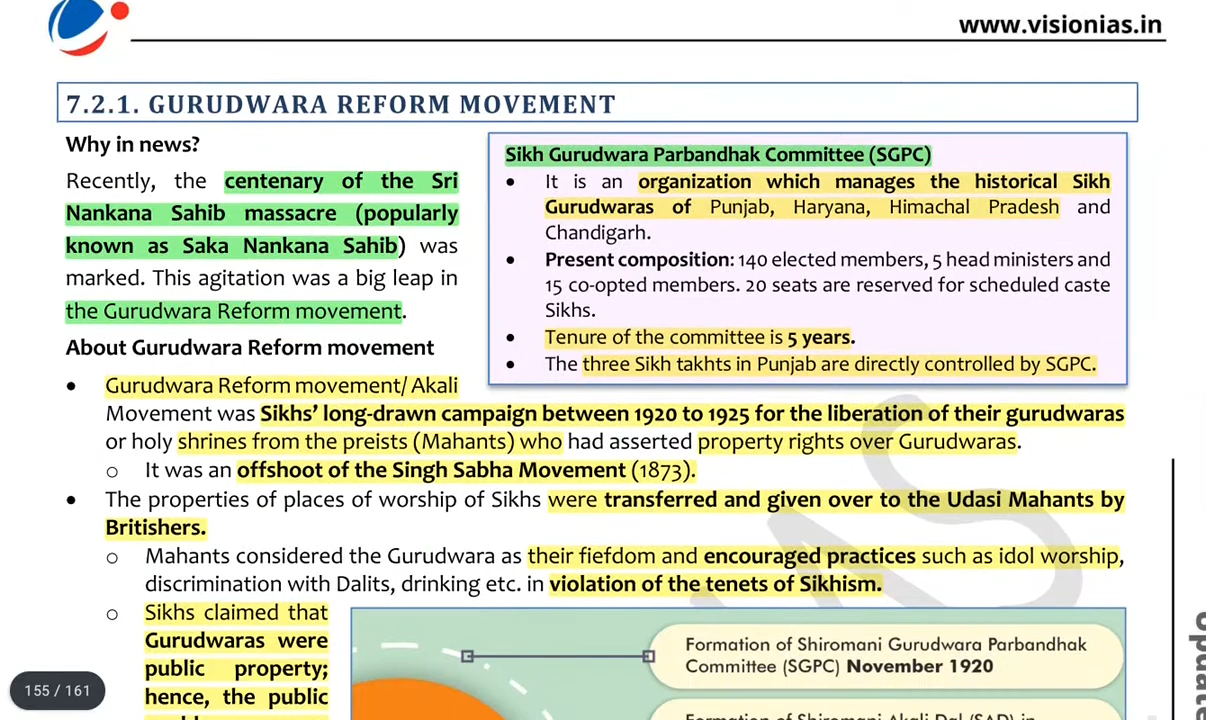 www.visionias.in
7.2.1. GURUDWARA REFORM MOVEMENT
Why in news?
Recently, the centenary of the Sri
Nankana Sahib massacre (popularly
known as Saka Nankana Sahib) was
marked. This agitation was a big leap in
the Gurudwara Reform movement.
Sikh Gurudwara Parbandhak Committee (SGPC)
• It is an organization which manages the historical Sikh
Gurudwaras of Punjab, Haryana, Himachal Pradesh and
Chandigarh.
• Present composition: 140 elected members, 5 head ministers and
15 co-opted members. 20 seats are reserved for scheduled caste
Sikhs.
• Tenure of the committee is 5 years.
• The three Sikh takhts in Punjab are directly controlled by SGPC.
About Gurudwara Reform movement
• Gurudwara Reform movement/ Akali
Movement was Sikhs' long-drawn campaign between 1920 to 1925 for the liberation of their gurudwaras
or holy shrines from the preists (Mahants) who had asserted property rights over Gurudwaras.
o It was an offshoot of the Singh Sabha Movement (1873).
• The properties of places of worship of Sikhs were transferred and given over to the Udasi Mahants by
Britishers.
o Mahants considered the Gurudwara as their fiefdom and encouraged practices such as idol worship,
discrimination with Dalits, drinking etc. in violation of the tenets of Sikhism.
o Sikhs claimed that
Gurudwaras were
public property;
hence, the public
Formation of Shiromani Gurudwara Parbandhak
Committee (SGPC) November 1920
Formation of Shiromani Akali Dal (SAD) in
155 / 161